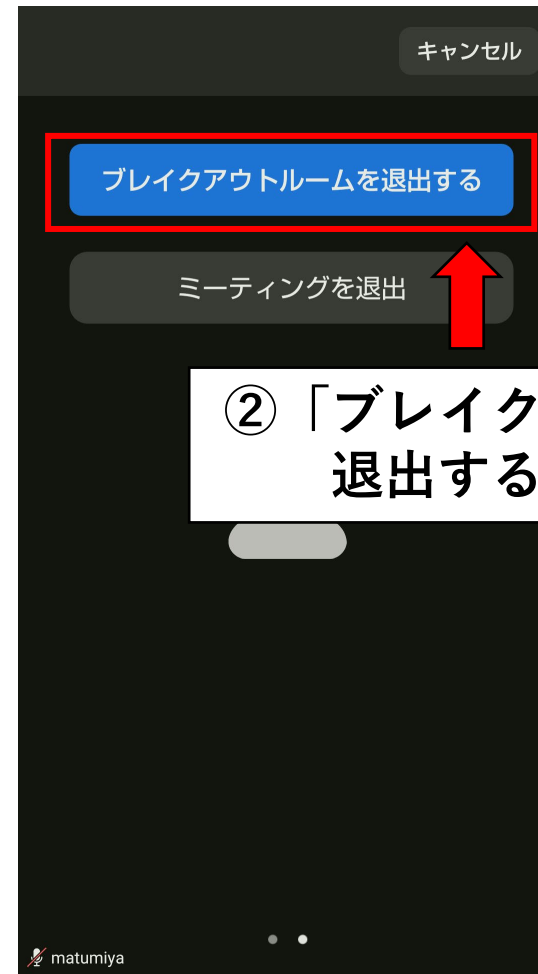 キャンセル
ブレイクアウトルームを退出する
ミーティングを退出
②「ブレイク
退出する
matumiya